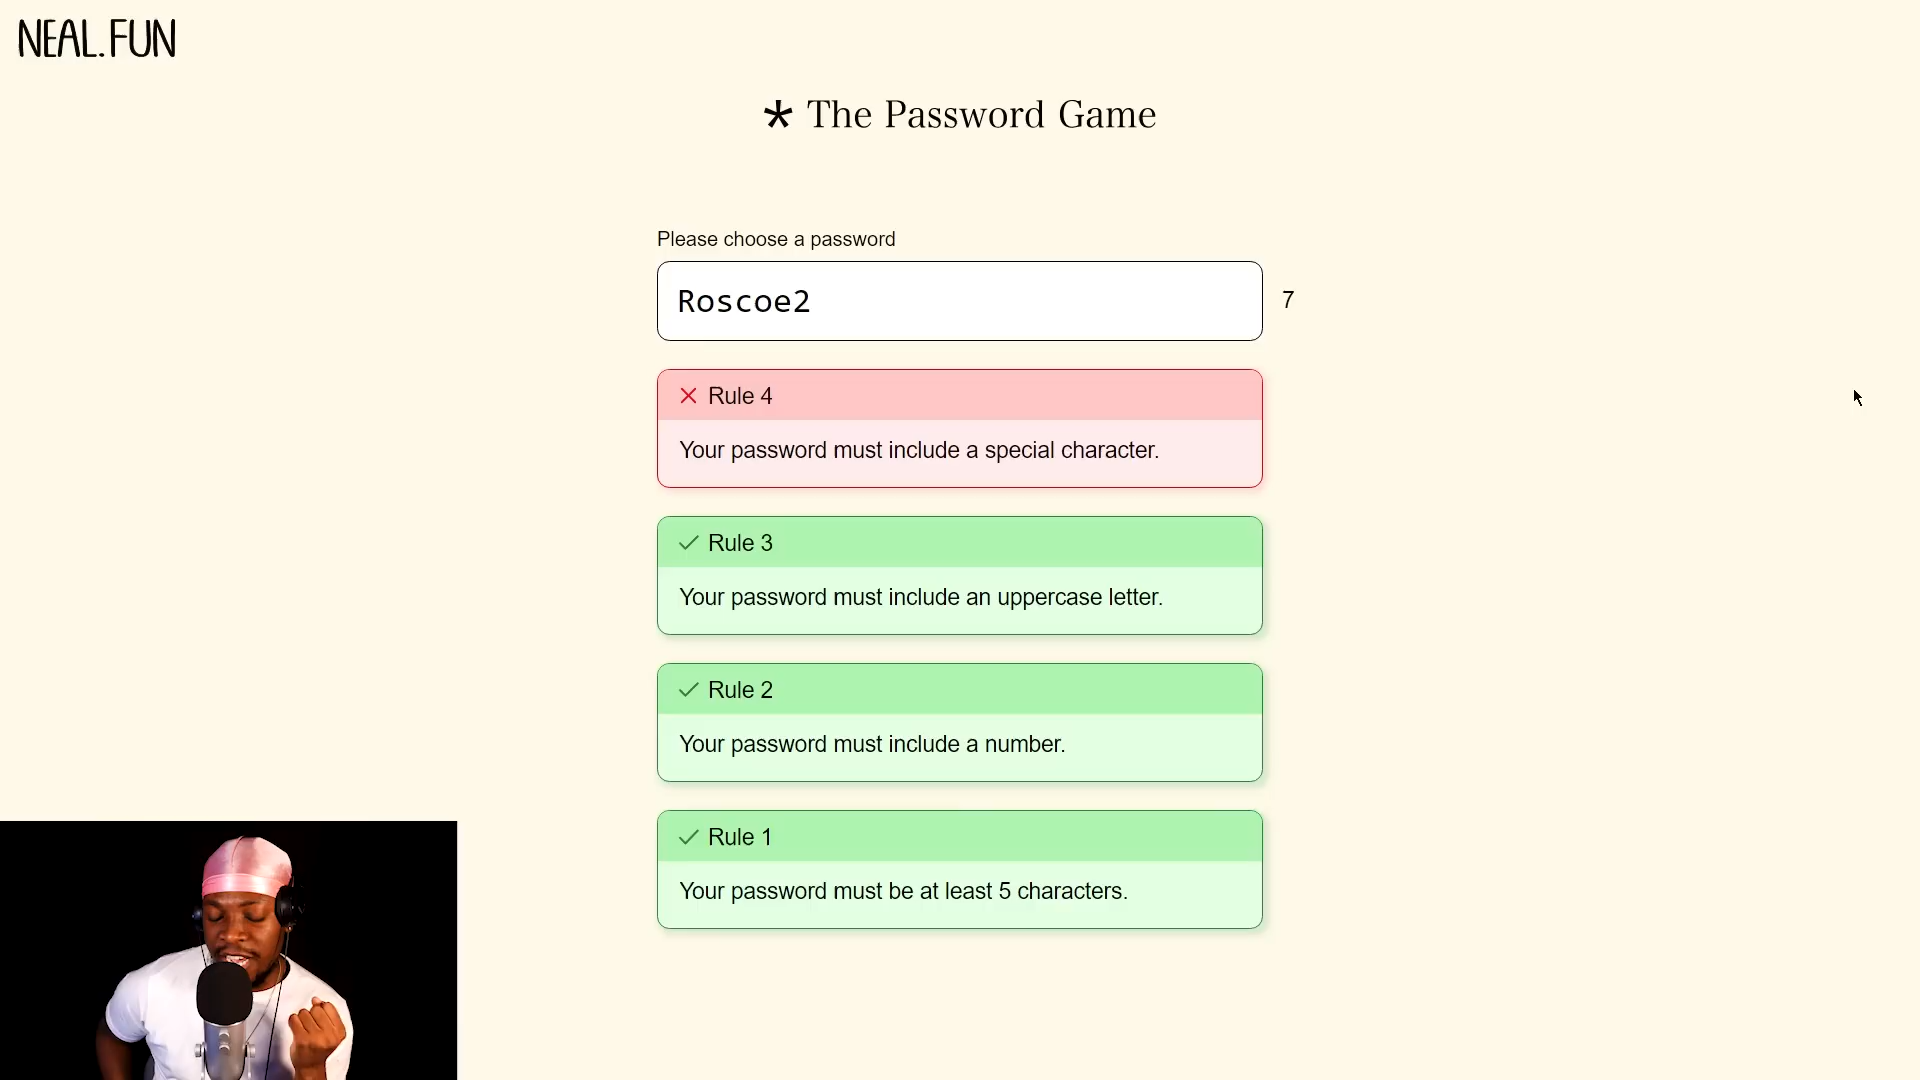 NEAL.FUN
* The Password Game
Please choose a password
Roscoe2
7
Rule 4
Your password must include a special character.
Rule 3
Your password must include an uppercase letter.
Rule 2
Your password must include a number.
Rule 1
Your password must be at least 5 characters.